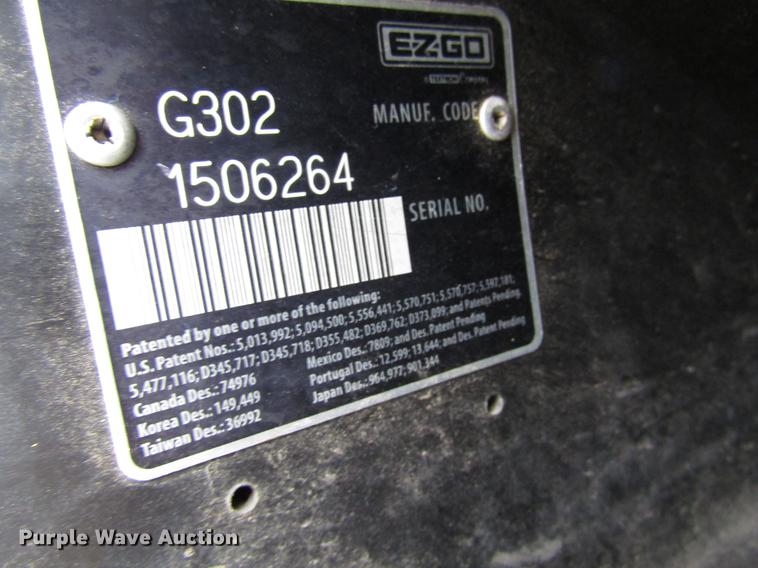 E-Z-GO
G302 MANUF. CODE
1506264
SERIAL NO.
Patented by one or more of the following:
U.S. Patent Nos.: 5,013,992; 5,094,500; 5,556,441; 5,570,751; 5,570,757; 5,597,181;
5,477,116; D345,717; D345,718; D355,482; D369,762; D373,099; and Patents Pending.
Canada Des.: 74976 Mexico Des.: 7809; and Des. Patent Pending
Korea Des.: 149,449 Portugal Des.: 12,599; 13,644; and Des. Patent Pending
Taiwan Des.: 36992 Japan Des.: 964,977; 901,344
Purple Wave Auction